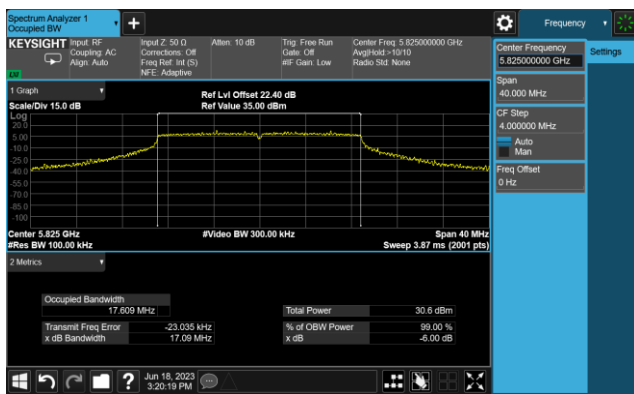 Spectrum Analyzer 1
Occupied BW
Frequency
KEYSIGHT
Input: RF
Coupling: AC
Align: Auto
Input Z: 50 Ω
Corrections: Off
Freq Ref: Int (S)
NFE: Adaptive
Atten: 10 dB
Trig: Free Run
Gate: Off
#IF Gain: Low
Center Freq: 5.825000000 GHz
Avg|Hold:>10/10
Radio Std: None
Center Frequency
5.825000000 GHz
Settings
Span
40.000 MHz
CF Step
4.000000 MHz
Auto
Man
Freq Offset
0 Hz
1 Graph
Scale/Div 15.0 dB
Ref Lvl Offset 22.40 dB
Ref Value 35.00 dBm
Log
20.0
5.00
-10.0
-25.0
-40.0
-55.0
-70.0
-85.0
-100
Center 5.825 GHz
#Res BW 100.00 kHz
#Video BW 300.00 kHz
Span 40 MHz
Sweep 3.87 ms (2001 pts)
2 Metrics
Occupied Bandwidth
17.609 MHz
Total Power 30.6 dBm
Transmit Freq Error -23.035 kHz
% of OBW Power 99.00 %
x dB Bandwidth 17.09 MHz
x dB -6.00 dB
?
Jun 18, 2023
3:20:19 PM